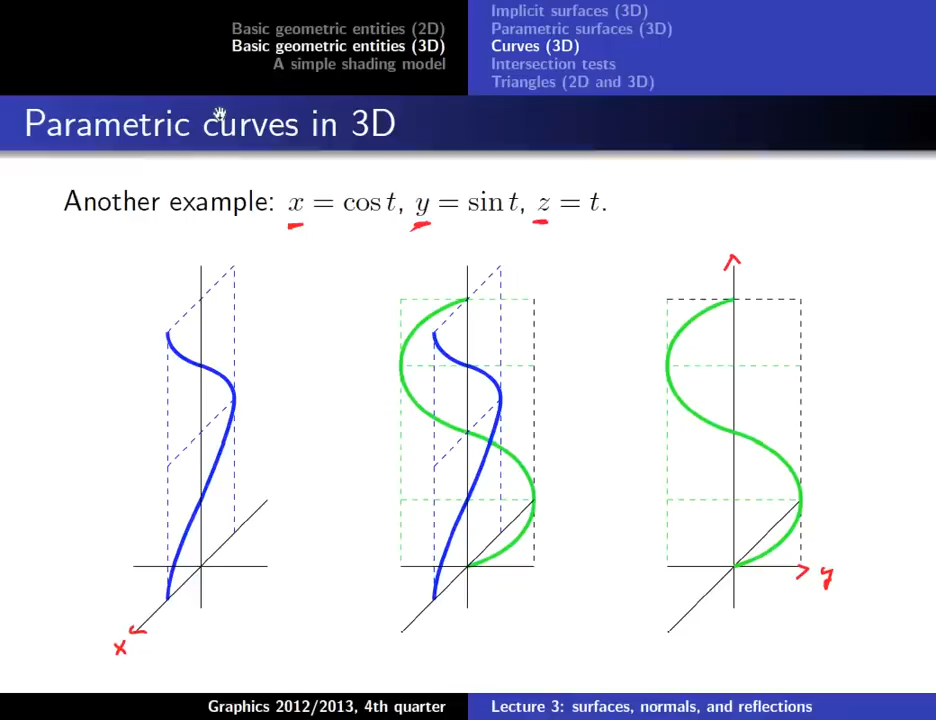 Basic geometric entities (2D)
Basic geometric entities (3D)
A simple shading model
Implicit surfaces (3D)
Parametric surfaces (3D)
Curves (3D)
Intersection tests
Triangles (2D and 3D)
Parametric curves in 3D
Another example: x = cos t, y = sin t, z = t.
y
x
Graphics 2012/2013, 4th quarter
Lecture 3: surfaces, normals, and reflections